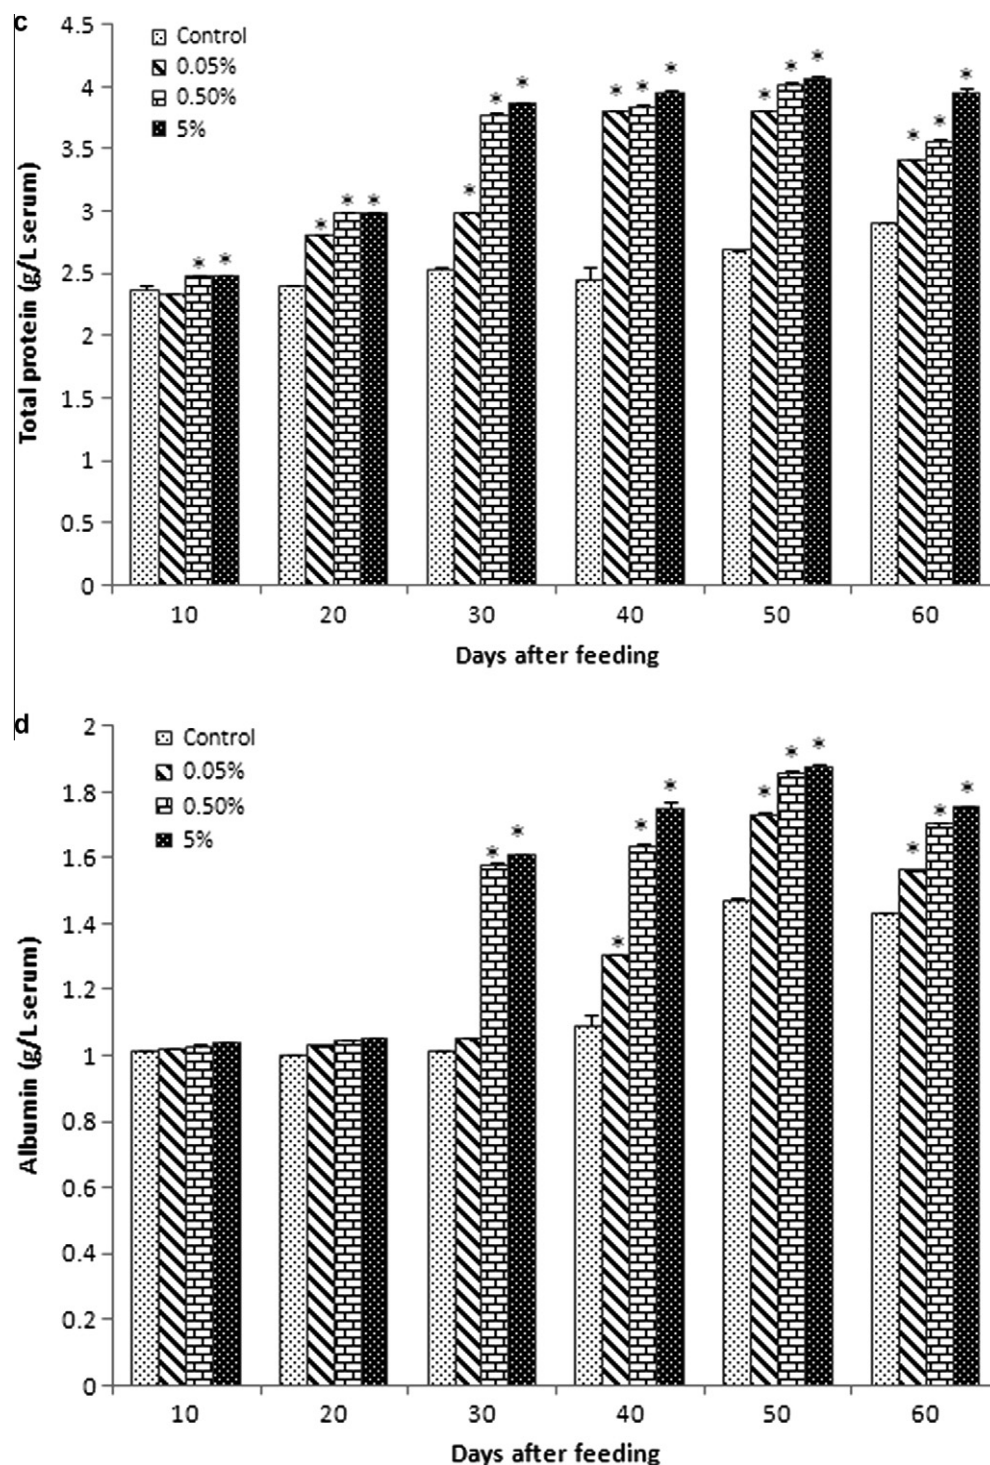 c
4.5
4
3.5
3
2.5
2
1.5
1
0.5
0
Total protein (g/L serum)
Control
0.05%
0.50%
5%
* * * * * * * * * * * * * * * * *
10 20 30 40 50 60
Days after feeding
d
2
1.8
1.6
1.4
1.2
1
0.8
0.6
0.4
0.2
0
Albumin (g/L serum)
Control
0.05%
0.50%
5%
* * * * * * * * * * *
10 20 30 40 50 60
Days after feeding